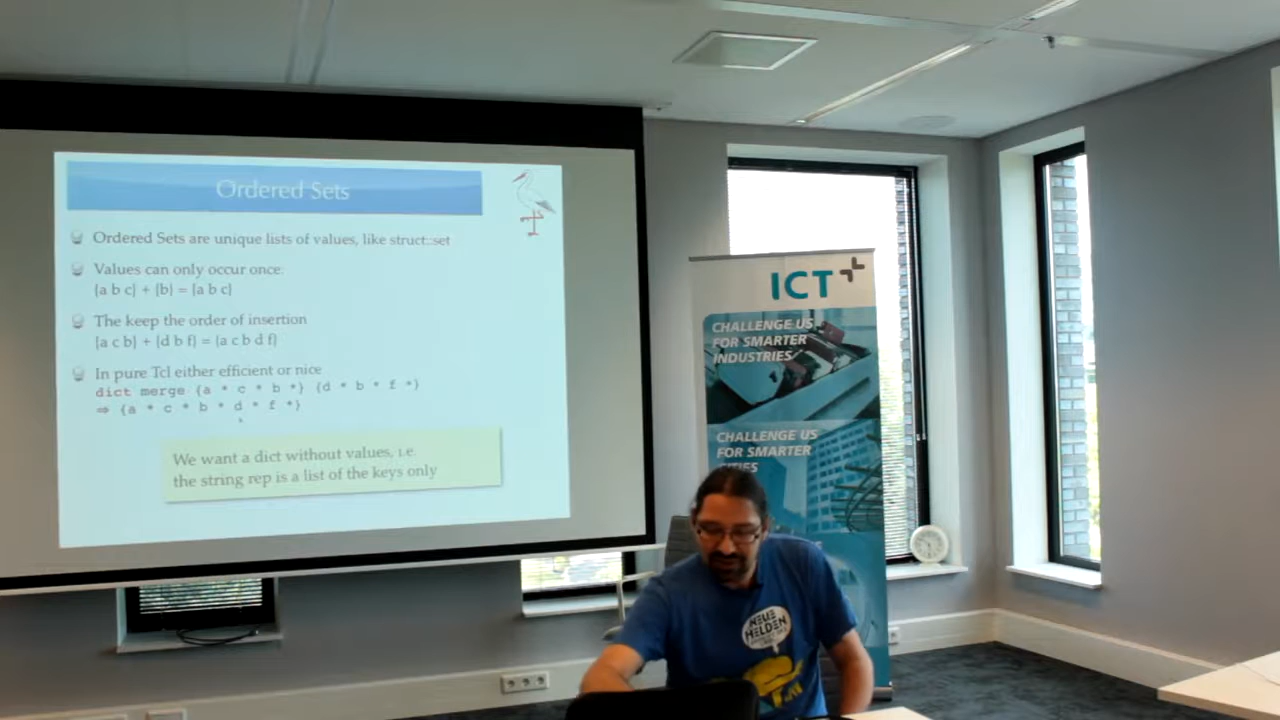 Ordered Sets
Ordered Sets are unique lists of values, like struct::set
Values can only occur once:
{a b c} + {b} = {a b c}
The keep the order of insertion
{a c b} + {d b f} = {a c b d f}
In pure Tcl either efficient or nice
dict merge {a * c * b *} {d * b * f *}
⇒ {a * c * b * d * f *}
We want a dict without values, i.e.
the string rep is a list of the keys only
ICT
CHALLENGE US
FOR SMARTER
INDUSTRIES
CHALLENGE US
FOR SMARTER
CITIES
NEUE
HELDEN